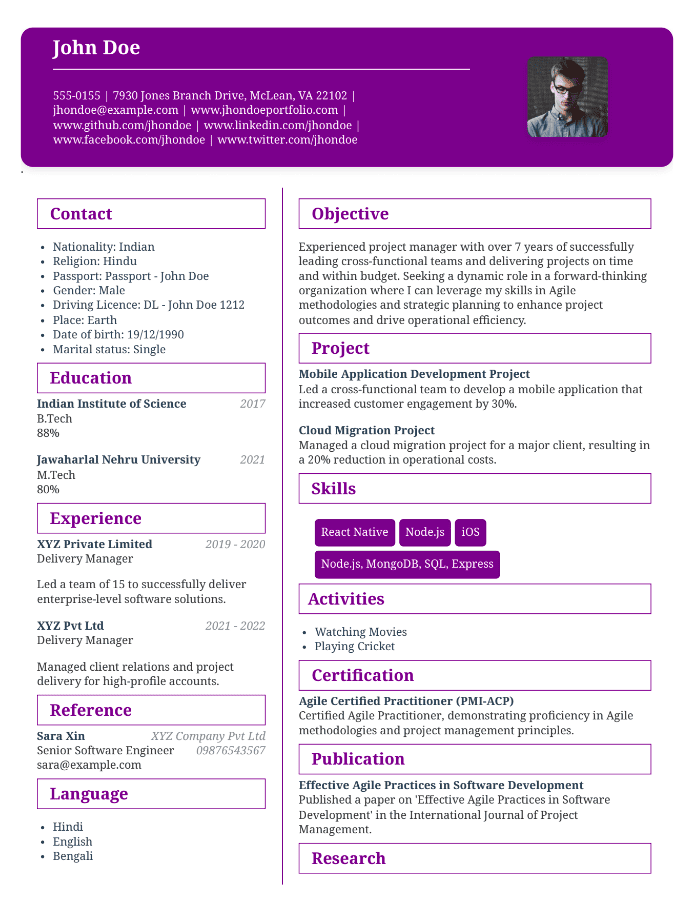 John Doe
555-0155 | 7930 Jones Branch Drive, McLean, VA 22102 |
jhondoe@example.com | www.jhondoeportfolio.com |
www.github.com/jhondoe | www.linkedin.com/jhondoe |
www.facebook.com/jhondoe | www.twitter.com/jhondoe
.
Contact
• Nationality: Indian
• Religion: Hindu
• Passport: Passport - John Doe
• Gender: Male
• Driving Licence: DL - John Doe 1212
• Place: Earth
• Date of birth: 19/12/1990
• Marital status: Single
Education
Indian Institute of Science 2017
B.Tech
88%
Jawaharlal Nehru University 2021
M.Tech
80%
Experience
XYZ Private Limited 2019 - 2020
Delivery Manager
Led a team of 15 to successfully deliver
enterprise-level software solutions.
XYZ Pvt Ltd 2021 - 2022
Delivery Manager
Managed client relations and project
delivery for high-profile accounts.
Reference
Sara Xin XYZ Company Pvt Ltd
Senior Software Engineer 09876543567
sara@example.com
Language
• Hindi
• English
• Bengali
Objective
Experienced project manager with over 7 years of successfully
leading cross-functional teams and delivering projects on time
and within budget. Seeking a dynamic role in a forward-thinking
organization where I can leverage my skills in Agile
methodologies and strategic planning to enhance project
outcomes and drive operational efficiency.
Project
Mobile Application Development Project
Led a cross-functional team to develop a mobile application that
increased customer engagement by 30%.
Cloud Migration Project
Managed a cloud migration project for a major client, resulting in
a 20% reduction in operational costs.
Skills
React Native Node.js iOS
Node.js, MongoDB, SQL, Express
Activities
• Watching Movies
• Playing Cricket
Certification
Agile Certified Practitioner (PMI-ACP)
Certified Agile Practitioner, demonstrating proficiency in Agile
methodologies and project management principles.
Publication
Effective Agile Practices in Software Development
Published a paper on 'Effective Agile Practices in Software
Development' in the International Journal of Project
Management.
Research